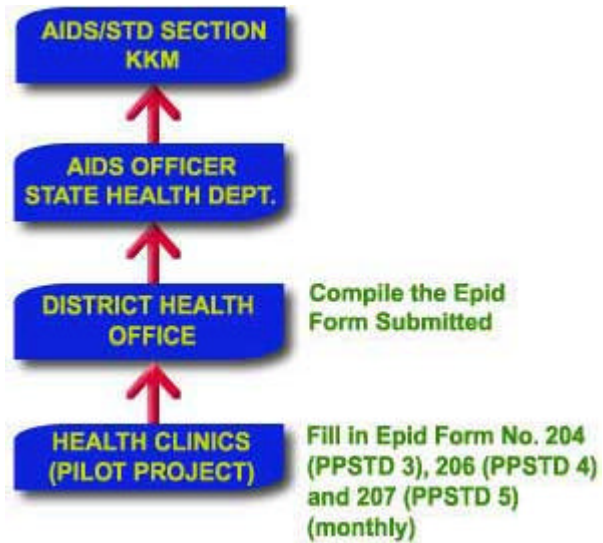 AIDS/STD SECTION
KKM
AIDS OFFICER
STATE HEALTH DEPT.
DISTRICT HEALTH
OFFICE
Compile the Epid
Form Submitted
HEALTH CLINICS
(PILOT PROJECT)
Fill in Epid Form No. 204
(PPSTD 3), 206 (PPSTD 4)
and 207 (PPSTD 5)
(monthly)